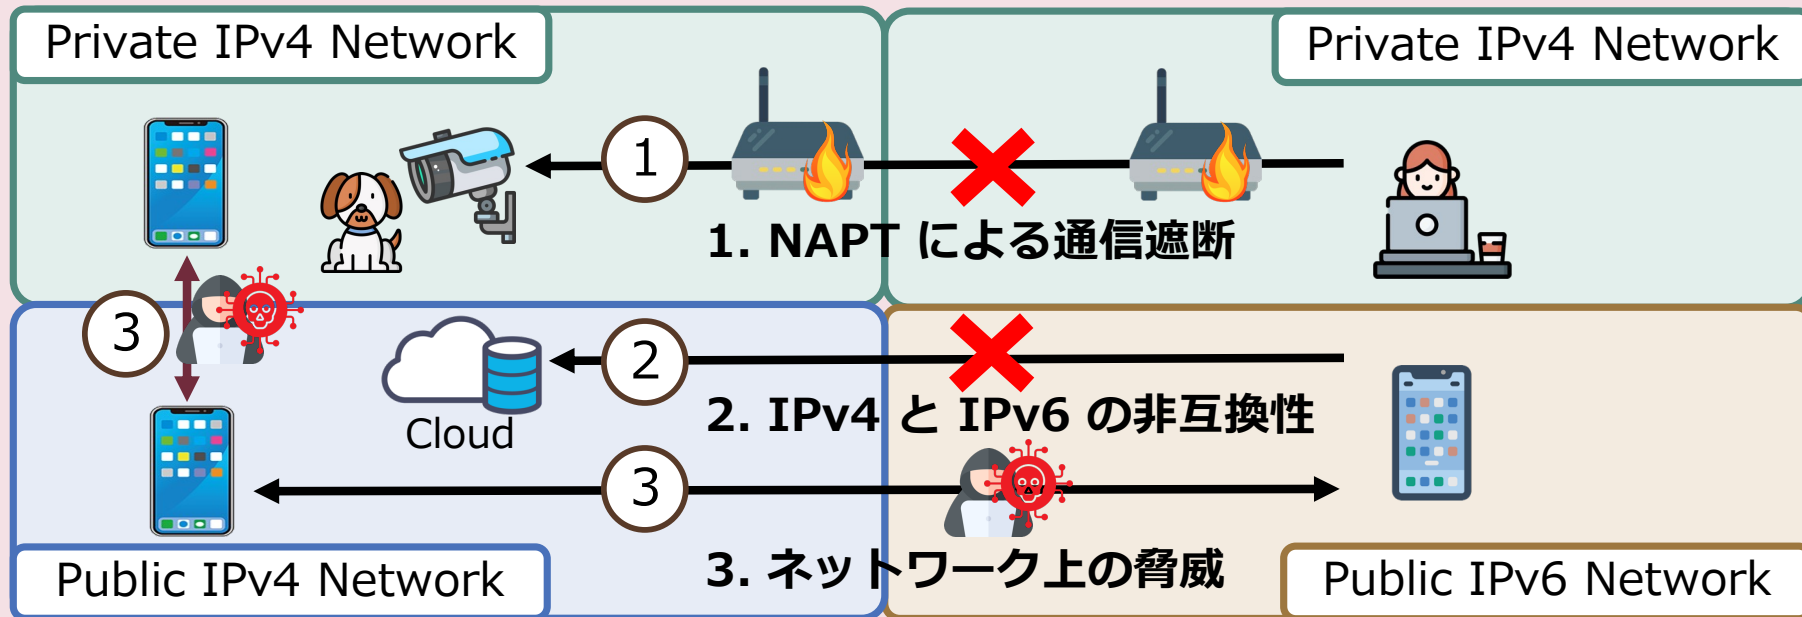 Private IPv4 Network
Private IPv4 Network
1
1. NAPT による通信遮断
3
2
Cloud
2. IPv4 と IPv6 の非互換性
3
3. ネットワーク上の脅威
Public IPv4 Network
Public IPv6 Network